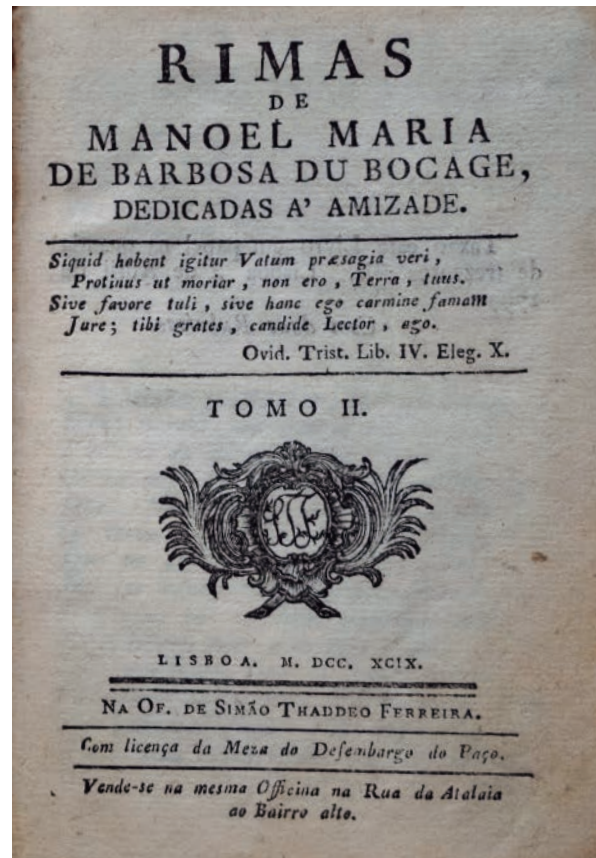 RIMAS
DE
MANOEL MARIA
DE BARBOSA DU BOCAGE,
DEDICADAS A' AMIZADE.
Siquid habent igitur Vatum præsagia veri,
Protinus ut moriar, non ero, Terra, tuus.
Sive favore tuli, sive hanc ego carmine famam
Jure; tibi grates, candide Lector, ago.
Ovid. Trist. Lib. IV. Eleg. X.
TOMO II.
LISBOA. M. DCC. XCIX.
NA OF. DE SIMÃO THADDEO FERREIRA.
Com licença da Meza do Desembargo do Paço.
Vende-se na mesma Officina na Rua da Atalaia
ao Bairro alto.